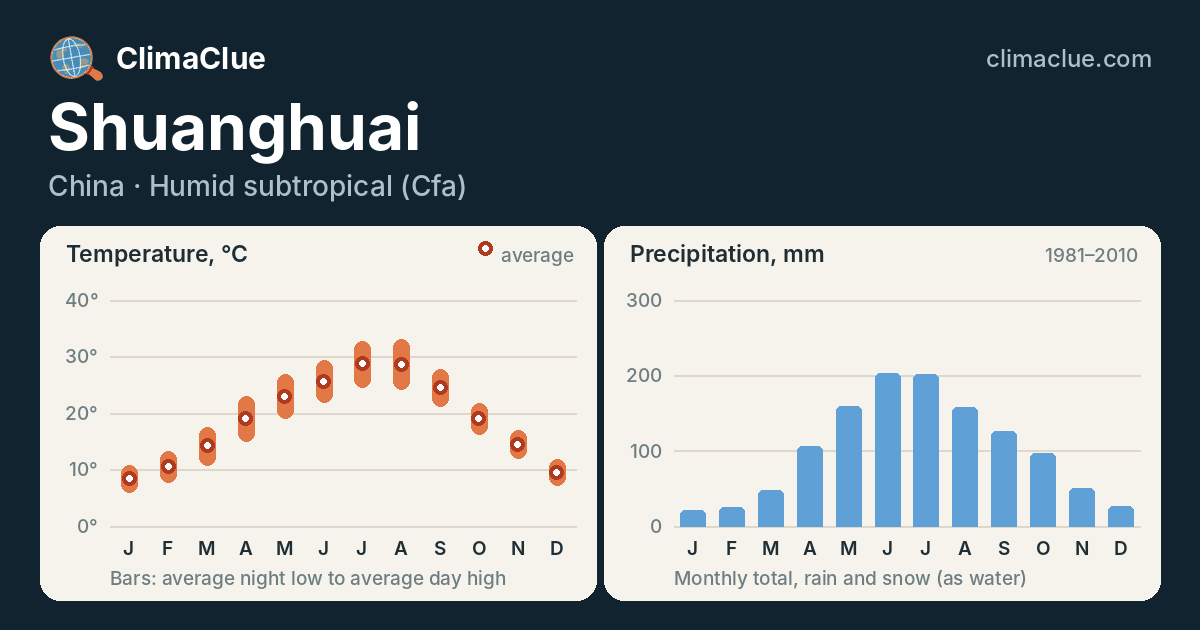 ClimaClue
climaclue.com
Shuanghuai
China · Humid subtropical (Cfa)
Temperature, °C
average
40°
30°
20°
10°
0°
J F M A M J J A S O N D
Bars: average night low to average day high
Precipitation, mm
1981–2010
300
200
100
0
J F M A M J J A S O N D
Monthly total, rain and snow (as water)